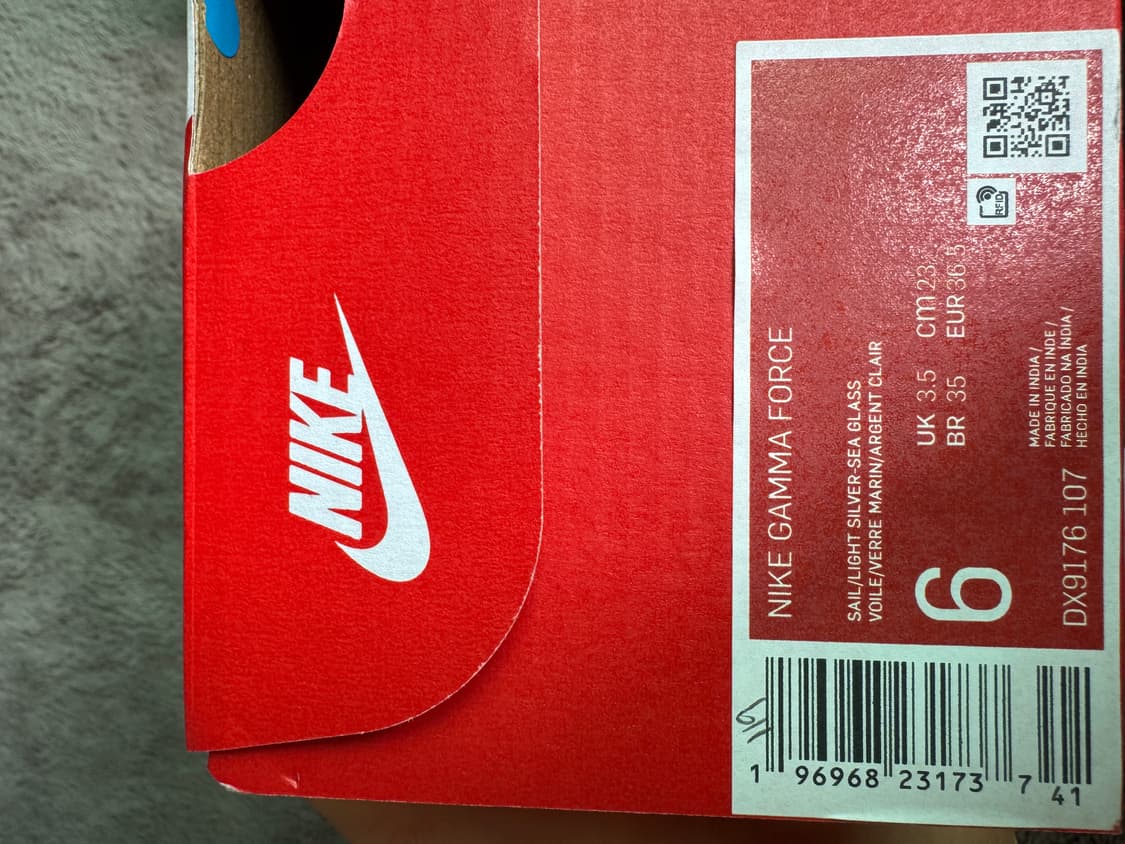 NIKE
NIKE GAMMA FORCE
SAIL/LIGHT SILVER-SEA GLASS
VOILE/VERRE MARIN/ARGENT CLAIR
6
UK 3.5 cm 23
BR 35 EUR 36.5
RFID
MADE IN INDIA /
FABRIQUE EN INDE /
FABRICADO NA ÍNDIA /
HECHO EN INDIA
DX9176 107
1 96968 23173 7 41